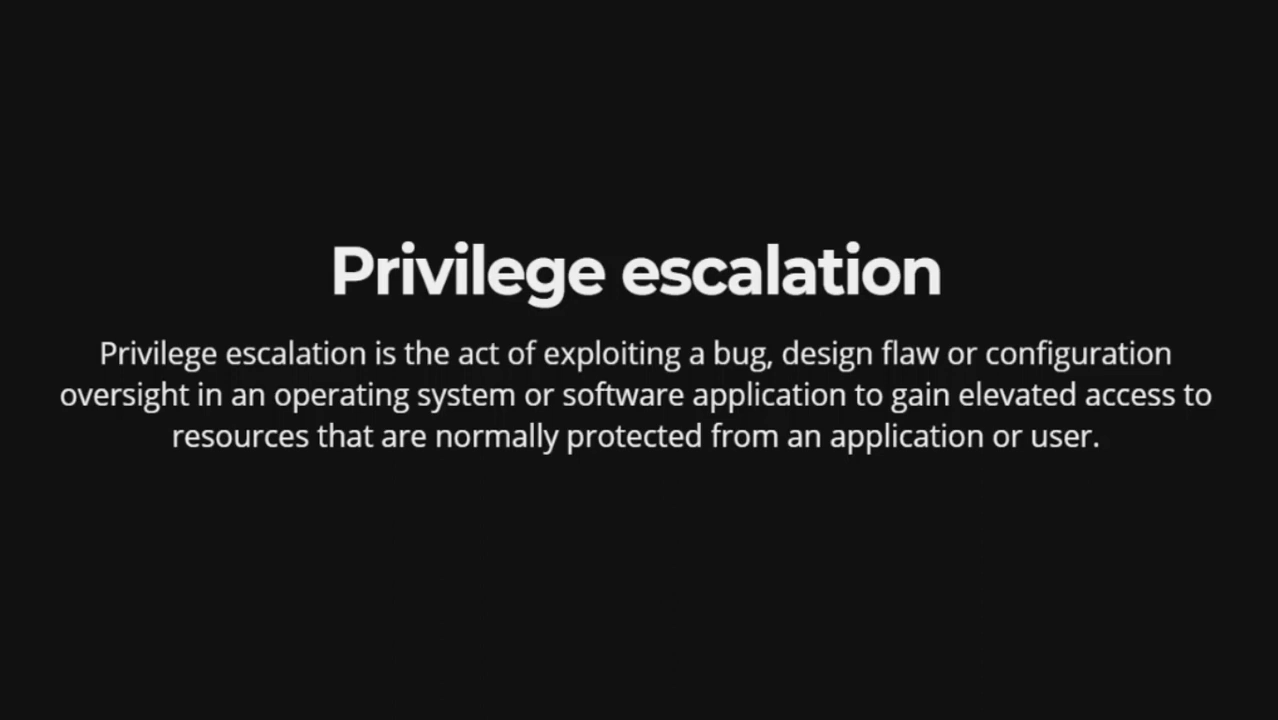 Privilege escalation
Privilege escalation is the act of exploiting a bug, design flaw or configuration
oversight in an operating system or software application to gain elevated access to
resources that are normally protected from an application or user.